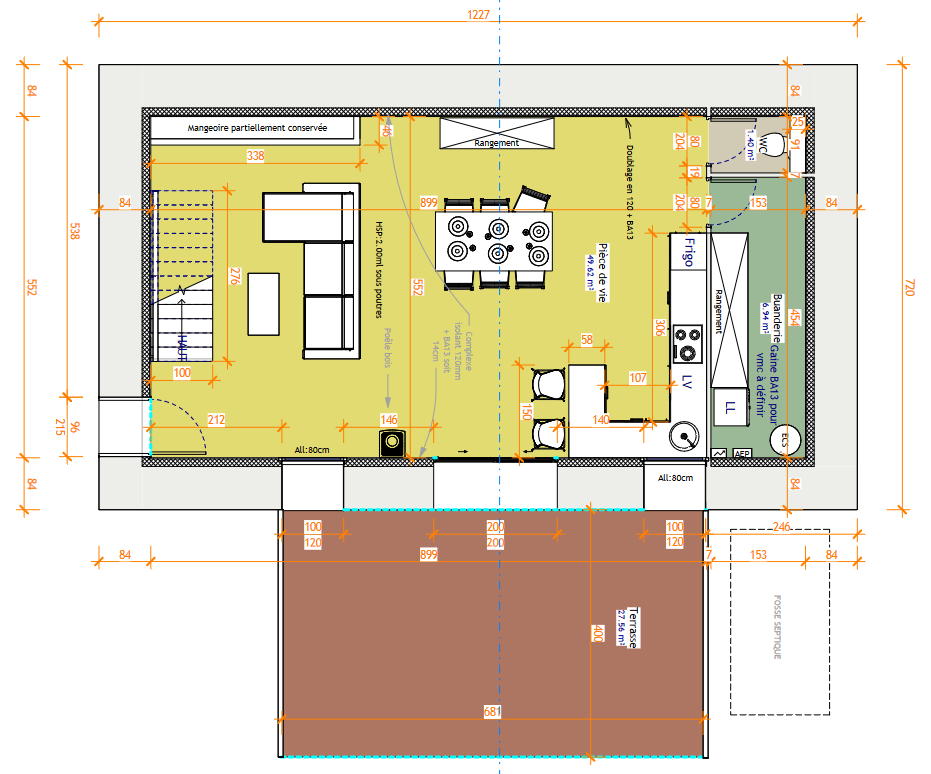 1227
84
84
84
25
Mangeoire partiellement conservée
46
Rangement
Doublage en 120 + BA13
204
80
WC
1.40 m²
91
7
338
19
204
80
84
899
7
153
84
538
552
276
HSP:2.00ml sous poutres
552
Pièce de vie
49.62 m²
Frigo
Rangement
Buanderie
6.94 m²
454
720
HAUT
100
Poêle bois
Complexe
isolant 120mm
+ BA13 soit
14cm
58
306
107
LV
Gaine BA13 pour
vmc à définir
LL
96
215
212
146
150
140
ECS
All:80cm
AEP
All:80cm
84
84
84
100
120
200
200
100
120
246
84
899
7
153
84
Terrasse
27.56 m²
400
FOSSE SEPTIQUE
681